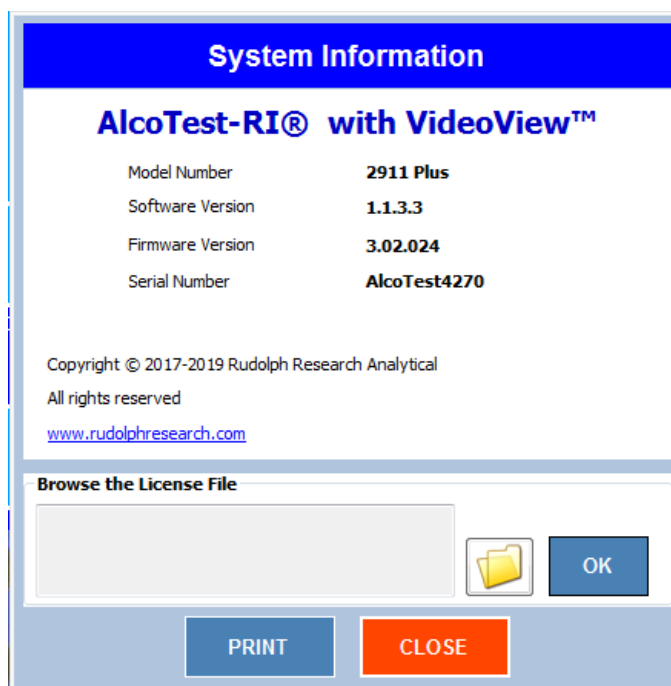 System Information
AlcoTest-RI® with VideoView™
Model Number 2911 Plus
Software Version 1.1.3.3
Firmware Version 3.02.024
Serial Number AlcoTest4270
Copyright © 2017-2019 Rudolph Research Analytical
All rights reserved
www.rudolphresearch.com
Browse the License File
OK
PRINT CLOSE